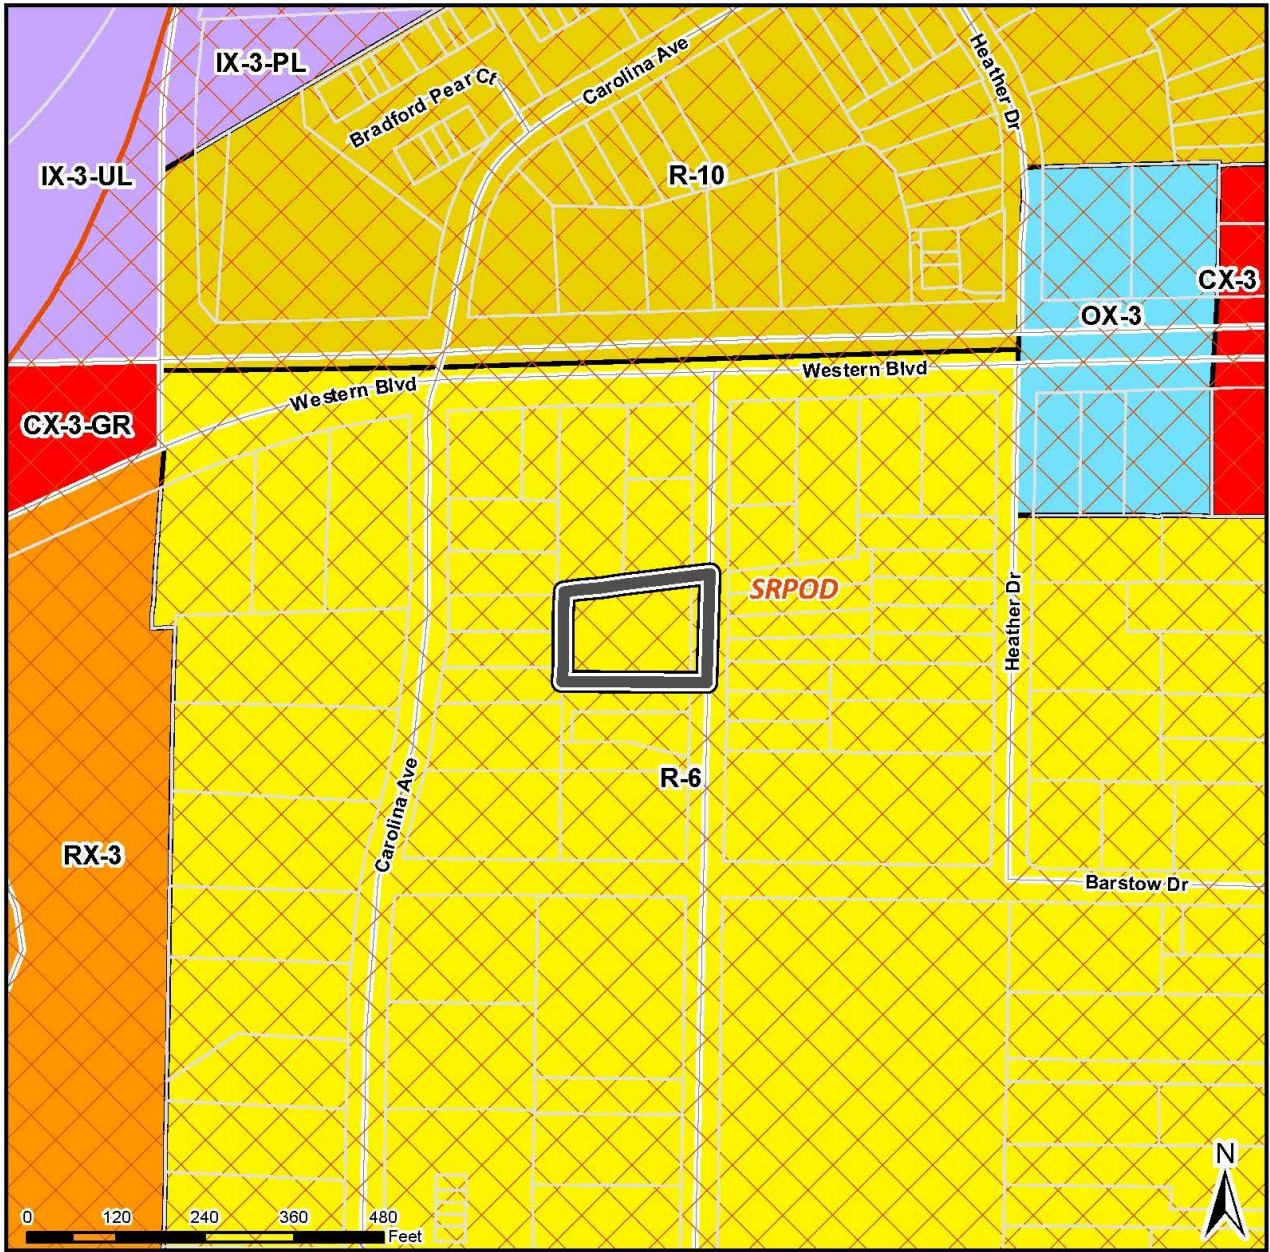 IX-3-PL
Heather Dr
Carolina Ave
Bradford Pear Ct
IX-3-UL
R-10
CX-3
OX-3
Western Blvd
Western Blvd
CX-3-GR
SRPOD
Heather Dr
R-6
Carolina Ave
RX-3
Barstow Dr
N
0 120 240 360 480
Feet